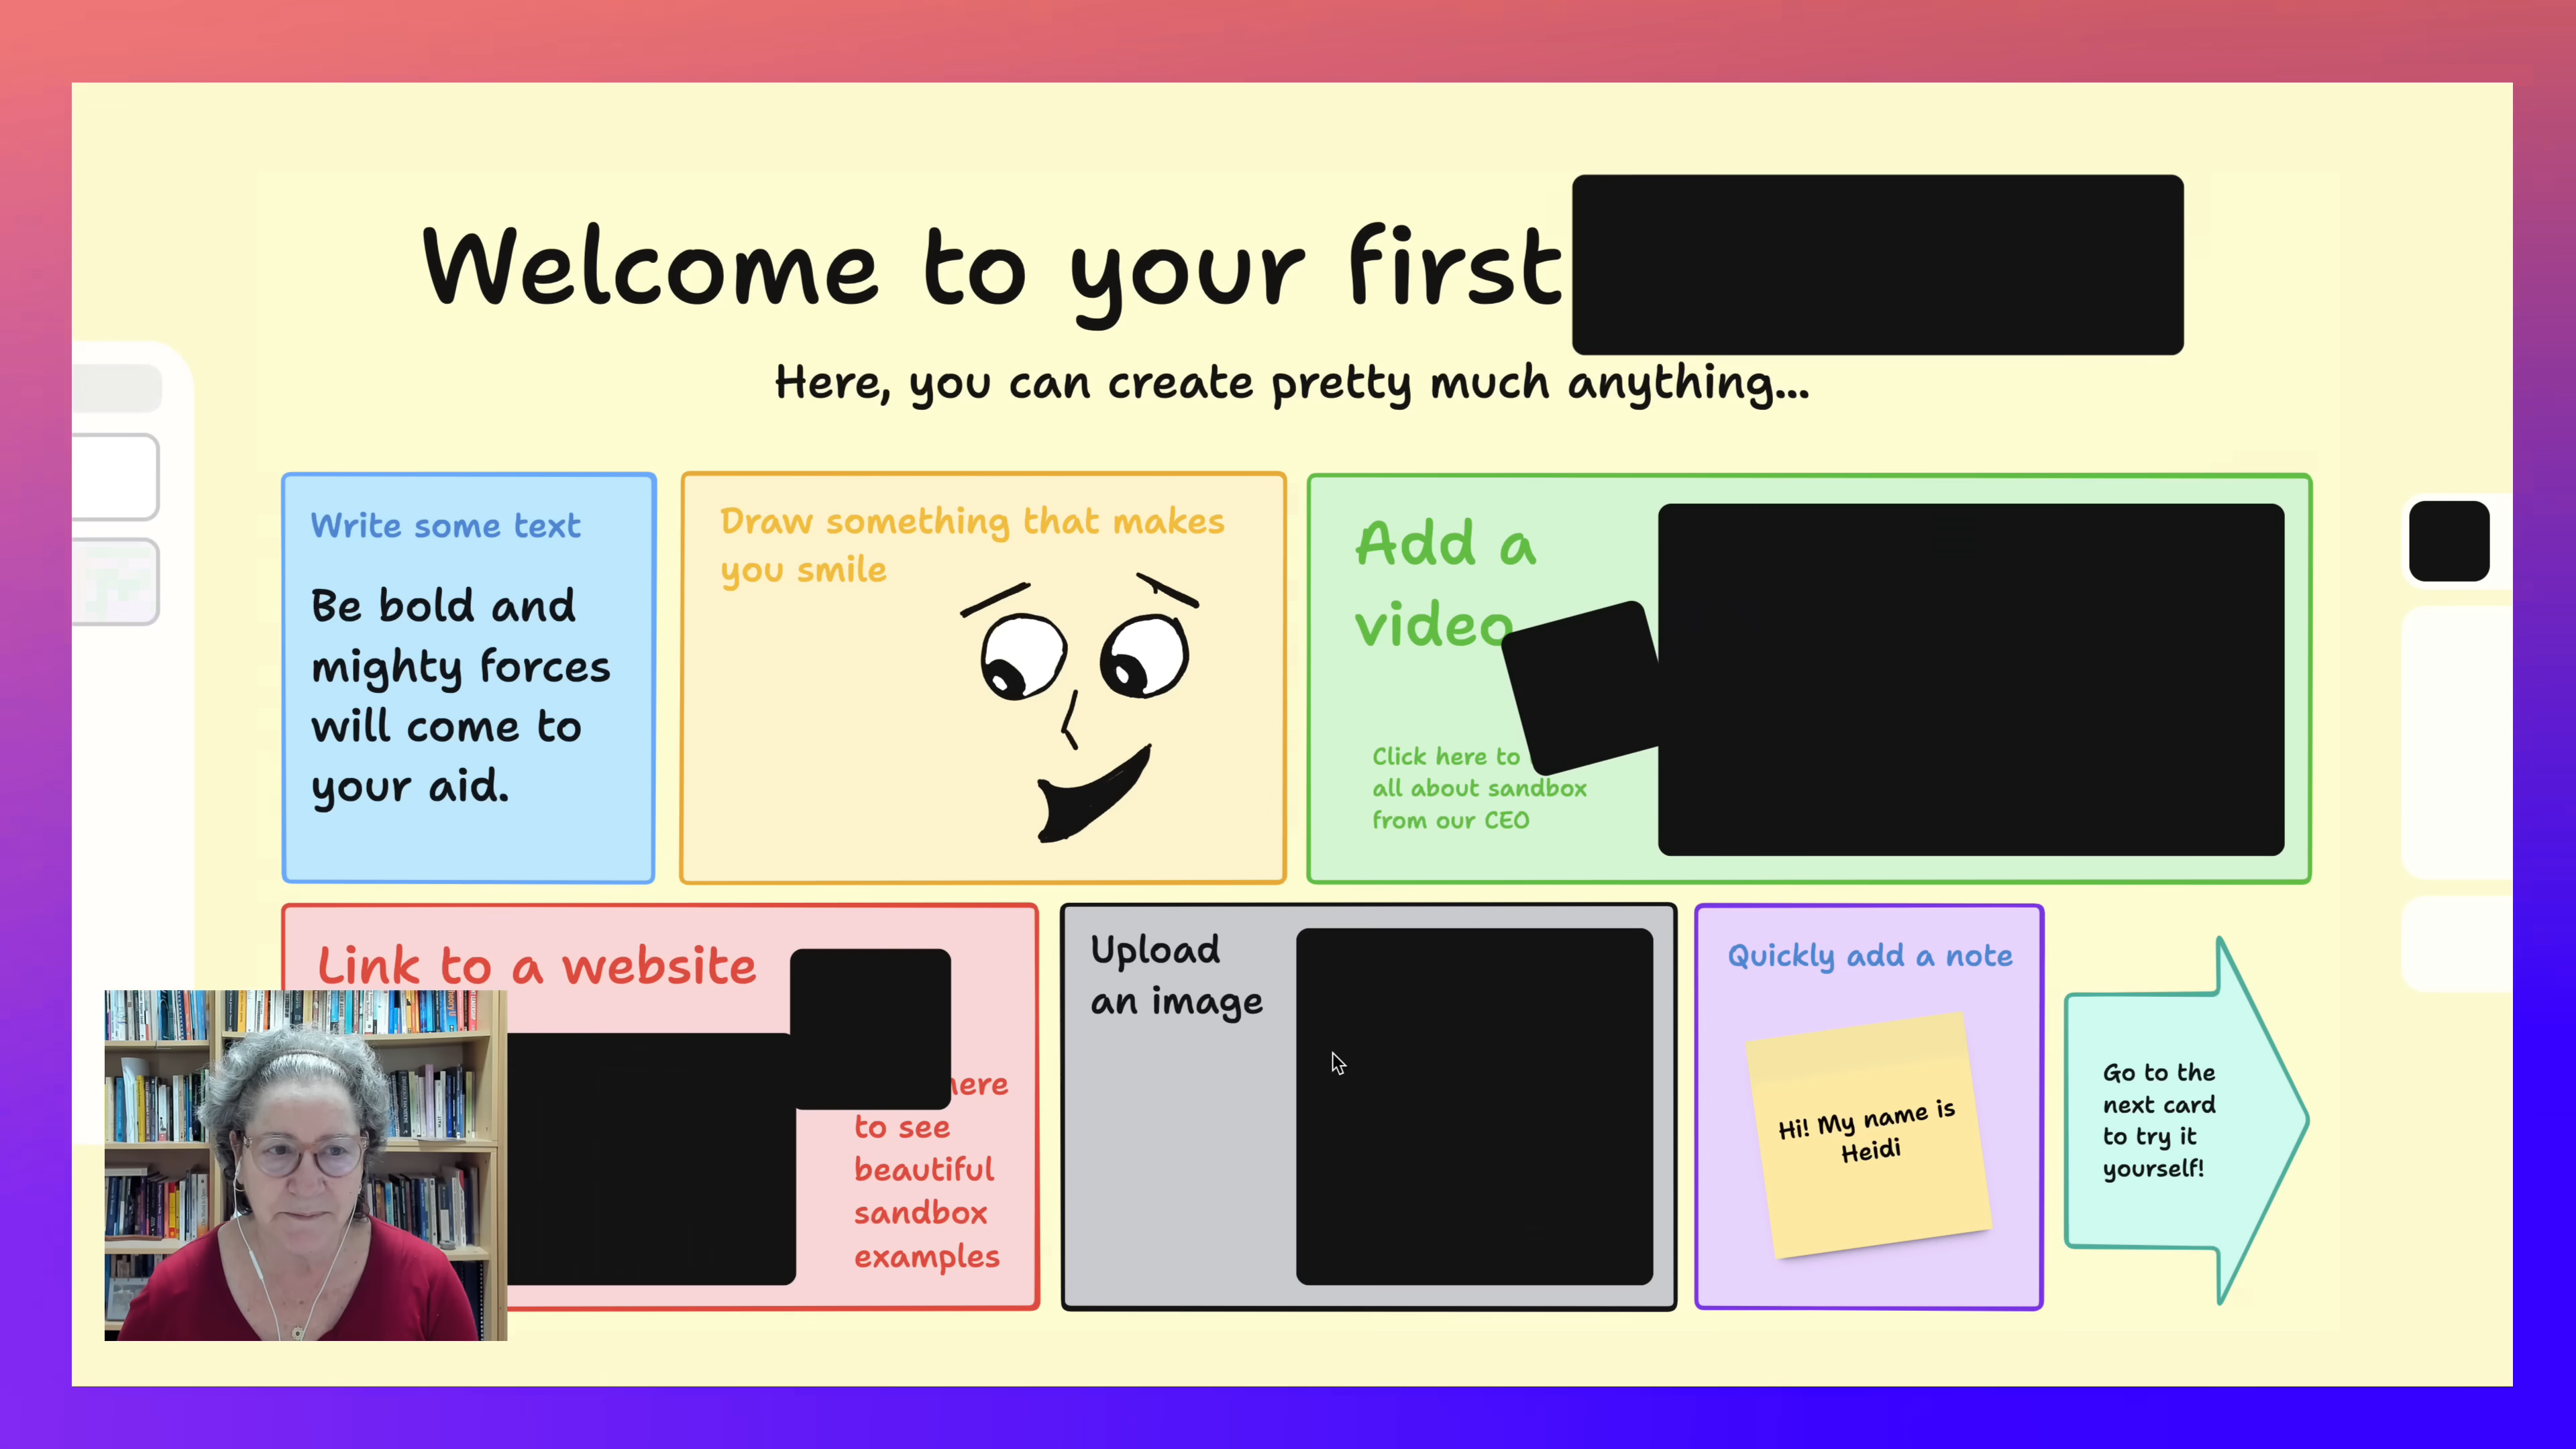 Welcome to your first
Here, you can create pretty much anything...
Write some text
Be bold and
mighty forces
will come to
your aid.
Draw something that makes
you smile
Add a
video
Click here to
all about sandbox
from our CEO
Link to a website
to see
beautiful
sandbox
examples
Upload
an image
Quickly add a note
Hi! My name is
Heidi
Go to the
next card
to try it
yourself!